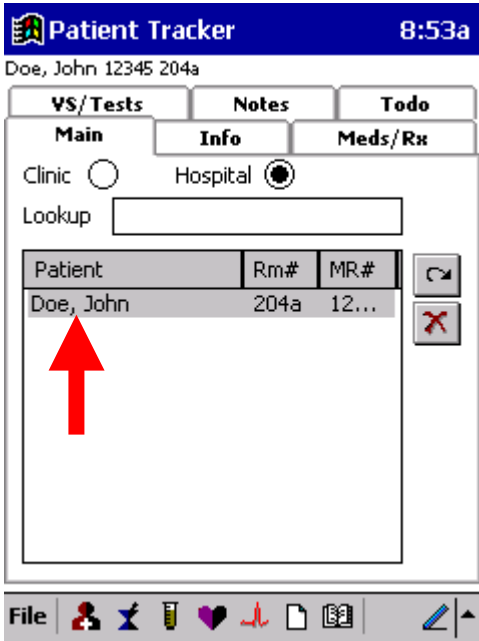 Patient Tracker 8:53a
Doe, John 12345 204a
VS/Tests Notes Todo
Main Info Meds/Rx
Clinic Hospital
Lookup
Patient Rm# MR#
Doe, John 204a 12...
File